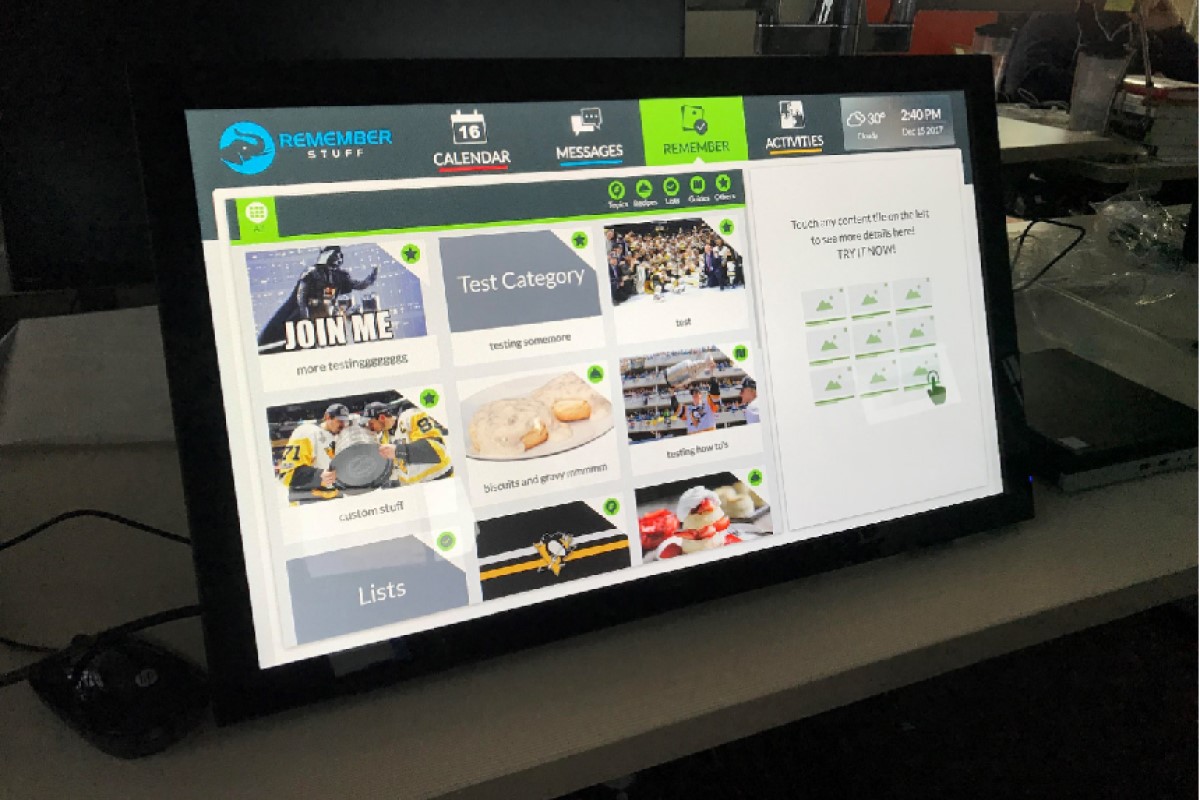 REMEMBER
STUFF
16
CALENDAR
MESSAGES
REMEMBER
ACTIVITIES
30°
Cloudy
2:40 PM
Dec 15 2017
All
Topics
Recipes
Lists
Guides
Others
Touch any content tile on the left
to see more details here!
TRY IT NOW!
JOIN ME
more testingggggggg
Test Category
testing somemore
test
custom stuff
biscuits and gravy mmmmm
testing how to's
Lists